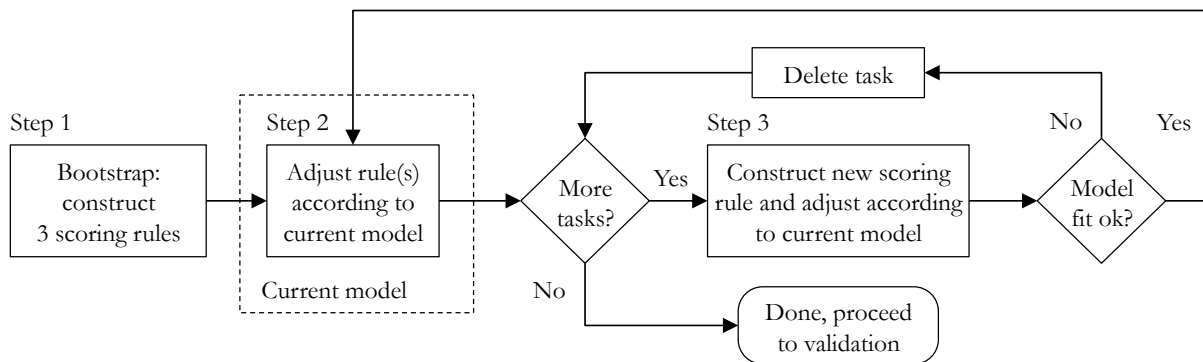 Delete task
Step 1
Step 2
Step 3
No
Yes
Bootstrap:
construct
3 scoring rules
Adjust rule(s)
according to
current model
More
tasks?
Yes
Construct new scoring
rule and adjust according
to current model
Model
fit ok?
Current model
No
Done, proceed
to validation